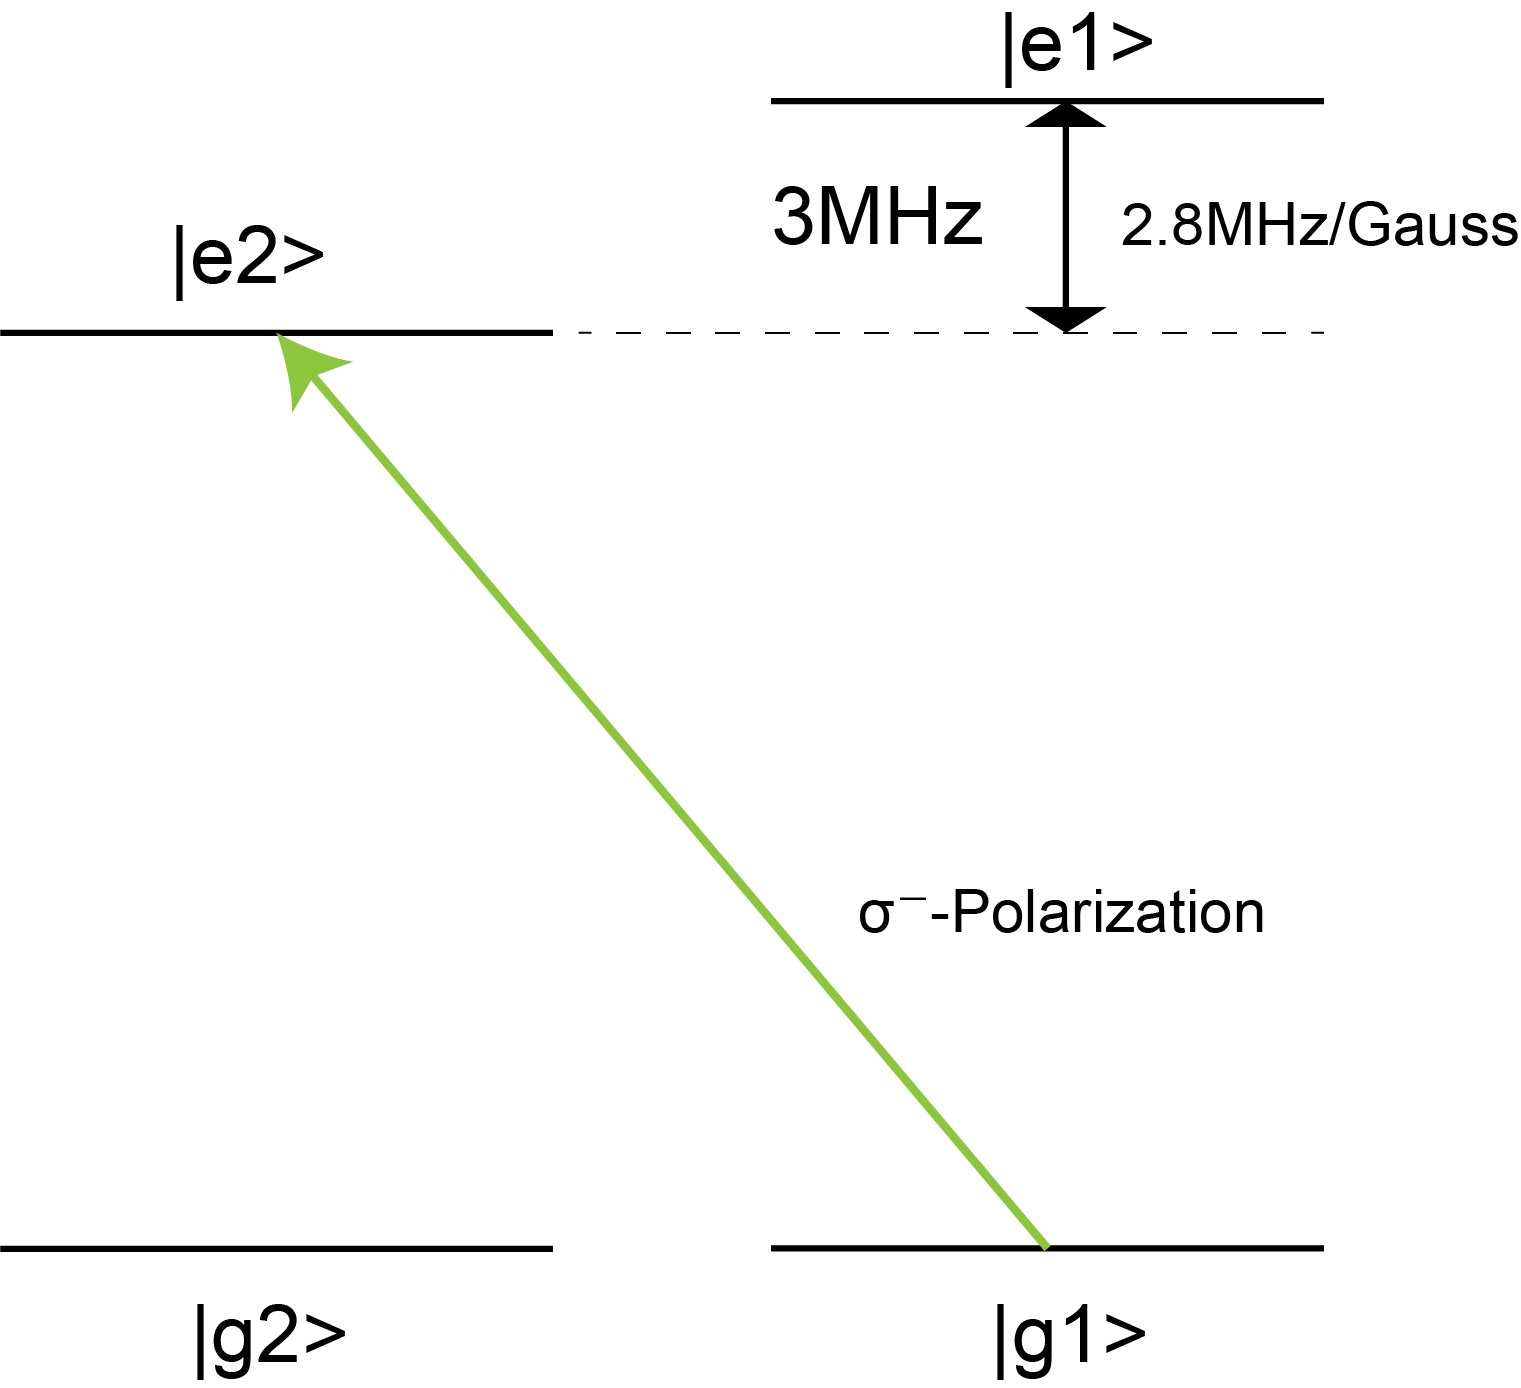 |e1>
3MHz
2.8MHz/Gauss
|e2>
σ⁻-Polarization
|g2>
|g1>